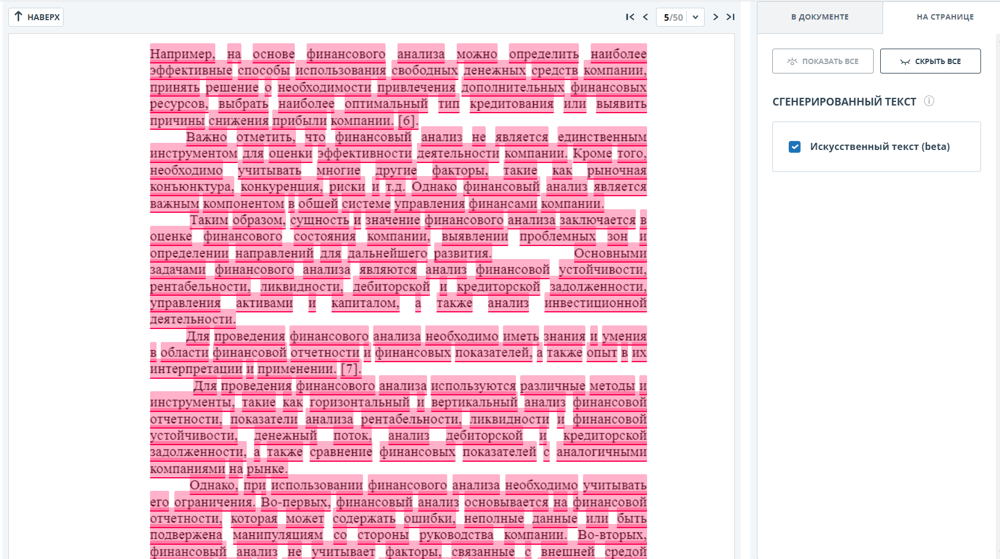 НАВЕРХ
5/50
В ДОКУМЕНТЕ
НА СТРАНИЦЕ
ПОКАЗАТЬ ВСЕ
СКРЫТЬ ВСЕ
СГЕНЕРИРОВАННЫЙ ТЕКСТ
Искусственный текст (beta)
Например, на основе финансового анализа можно определить наиболее
эффективные способы использования свободных денежных средств компании,
принять решение о необходимости привлечения дополнительных финансовых
ресурсов, выбрать наиболее оптимальный тип кредитования или выявить
причины снижения прибыли компании. [6].
Важно отметить, что финансовый анализ не является единственным
инструментом для оценки эффективности деятельности компании. Кроме того,
необходимо учитывать многие другие факторы, такие как рыночная
конъюнктура, конкуренция, риски и т.д. Однако финансовый анализ является
важным компонентом в общей системе управления финансами компании.
Таким образом, сущность и значение финансового анализа заключается в
оценке финансового состояния компании, выявлении проблемных зон и
определении направлений для дальнейшего развития. Основными
задачами финансового анализа являются анализ финансовой устойчивости,
рентабельности, ликвидности, дебиторской и кредиторской задолженности,
управления активами и капиталом, а также анализ инвестиционной
деятельности.
Для проведения финансового анализа необходимо иметь знания и умения
в области финансовой отчетности и финансовых показателей, а также опыт в их
интерпретации и применении. [7].
Для проведения финансового анализа используются различные методы и
инструменты, такие как горизонтальный и вертикальный анализ финансовой
отчетности, показатели анализа рентабельности, ликвидности и финансовой
устойчивости, денежный поток, анализ дебиторской и кредиторской
задолженности, а также сравнение финансовых показателей с аналогичными
компаниями на рынке.
Однако, при использовании финансового анализа необходимо учитывать
его ограничения. Во-первых, финансовый анализ основывается на финансовой
отчетности, которая может содержать ошибки, неполные данные или быть
подвержена манипуляциям со стороны руководства компании. Во-вторых,
финансовый анализ не учитывает факторы, связанные с внешней средой